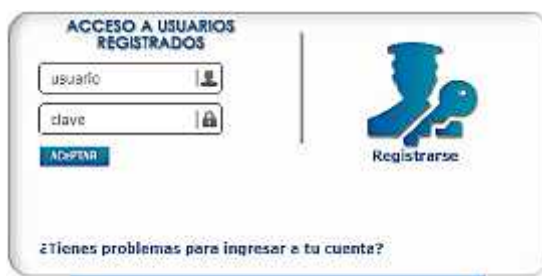 ACCESO A USUARIOS
REGISTRADOS
usuario
clave
ACEPTAR
Registrarse
¿Tienes problemas para ingresar a tu cuenta?